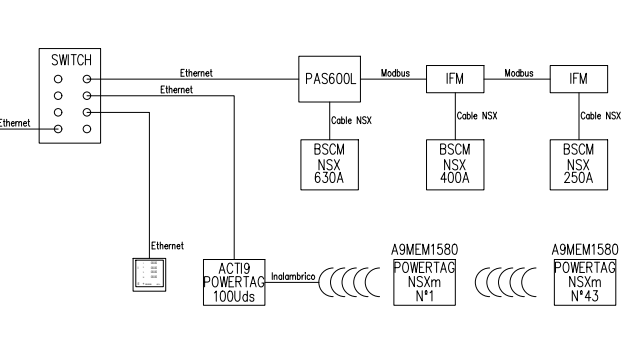 SWITCH
Ethernet
Ethernet
Ethernet
Ethernet
PAS600L
Modbus
IFM
Modbus
IFM
Cable NSX
Cable NSX
Cable NSX
BSCM
NSX
630A
BSCM
NSX
400A
BSCM
NSX
250A
ACTI9
POWERTAG
100Uds
Inalambrico
A9MEM1580
POWERTAG
NSXm
N°1
A9MEM1580
POWERTAG
NSXm
N°43